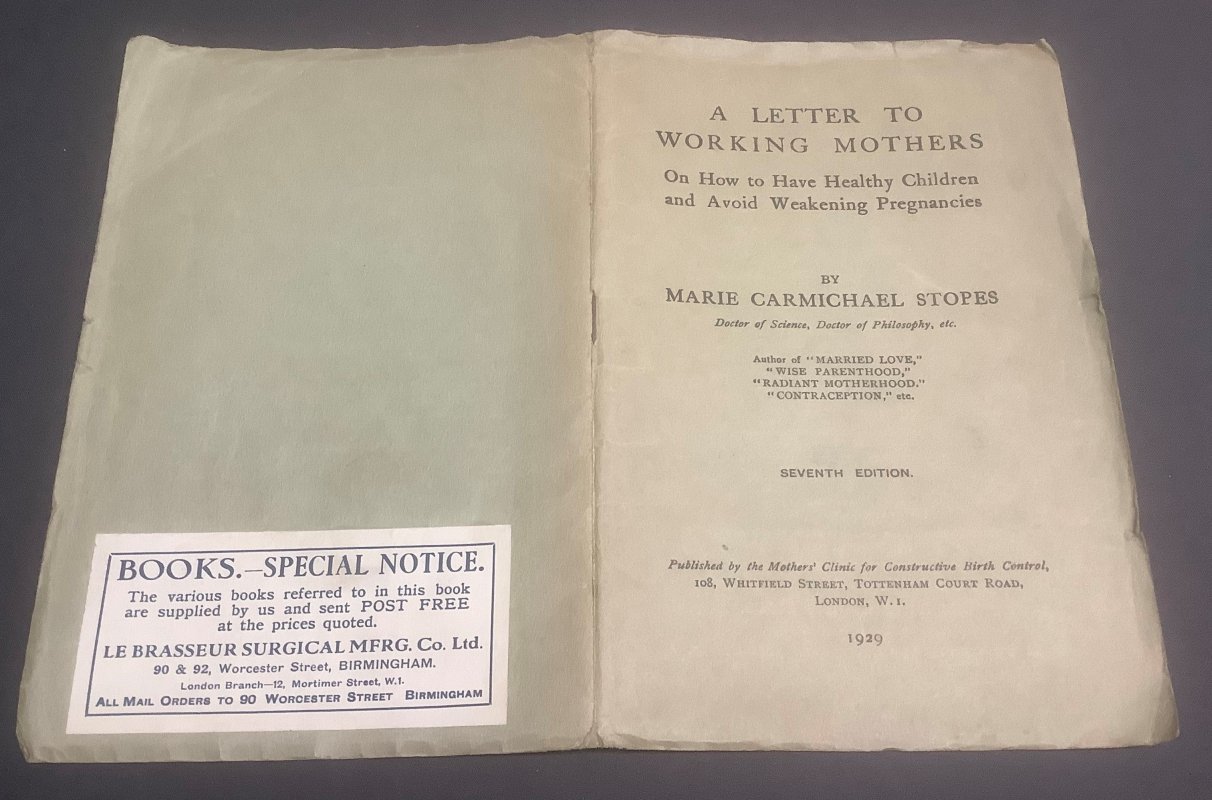 BOOKS.—SPECIAL NOTICE.
The various books referred to in this book
are supplied by us and sent POST FREE
at the prices quoted.
LE BRASSEUR SURGICAL MFRG. Co. Ltd.
90 & 92, Worcester Street, BIRMINGHAM.
London Branch—12, Mortimer Street, W.1.
ALL MAIL ORDERS TO 90 WORCESTER STREET BIRMINGHAM
A LETTER TO
WORKING MOTHERS
On How to Have Healthy Children
and Avoid Weakening Pregnancies
BY
MARIE CARMICHAEL STOPES
Doctor of Science, Doctor of Philosophy, etc.
Author of "MARRIED LOVE,"
"WISE PARENTHOOD,"
"RADIANT MOTHERHOOD."
"CONTRACEPTION," etc.
SEVENTH EDITION.
Published by the Mothers' Clinic for Constructive Birth Control,
108, WHITFIELD STREET, TOTTENHAM COURT ROAD,
LONDON, W.1.
1929